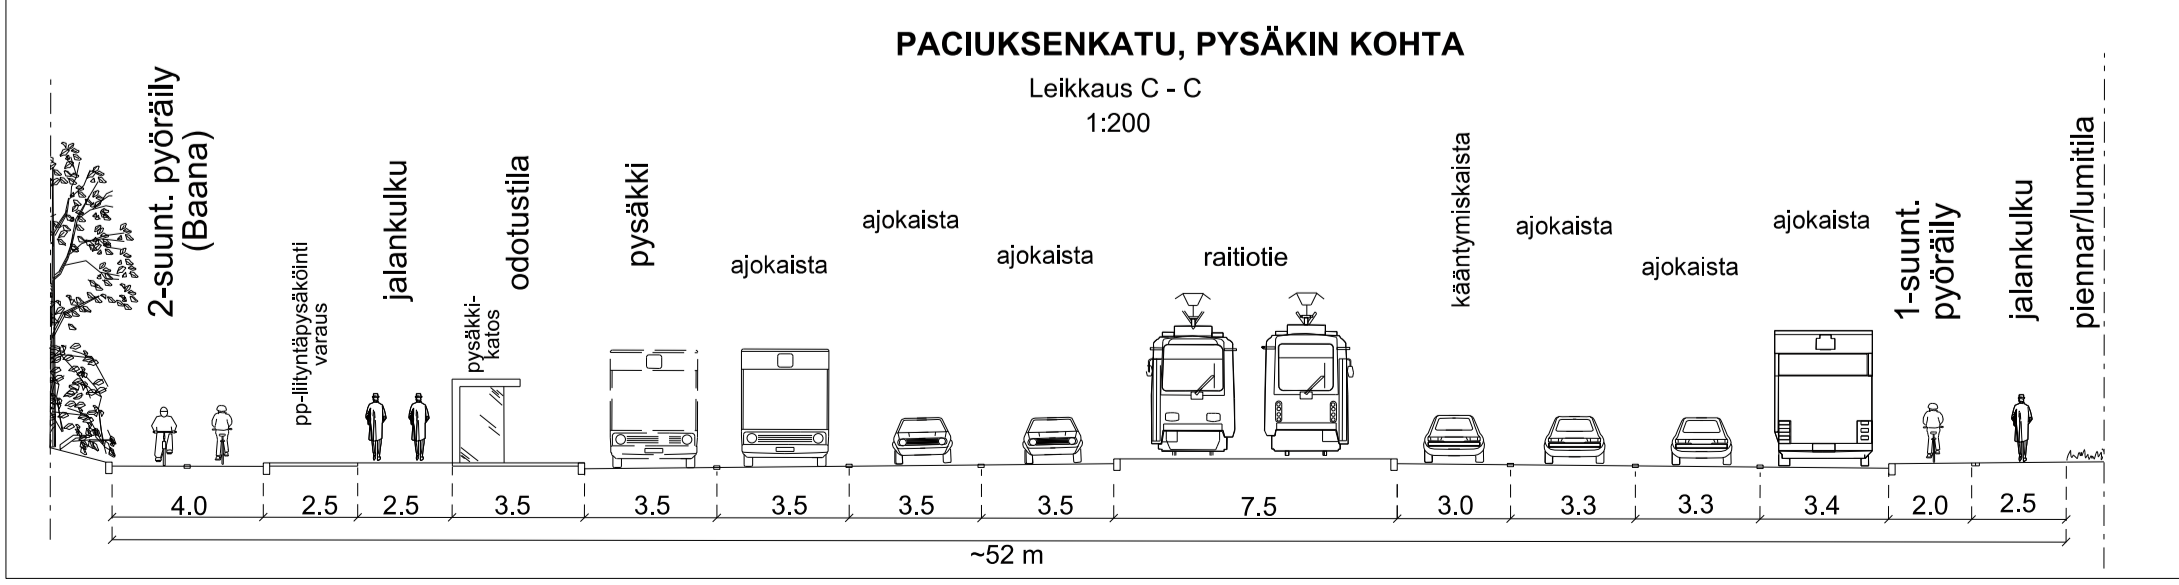 PACIUKSENKATU, PYSÄKIN KOHTA
Leikkaus C - C
1:200
2-suunt. pyöräily
(Baana)
pp-liityntäpysäköinti
varaus
jalankulku
pysäkki-
katos
odotustila
pysäkki
ajokaista
ajokaista
ajokaista
raitiotie
kääntymiskaista
ajokaista
ajokaista
ajokaista
1-suunt.
pyöräily
jalankulku
piennar/lumitila
4.0 2.5 2.5 3.5 3.5 3.5 3.5 3.5 7.5 3.0 3.3 3.3 3.4 2.0 2.5
~52 m